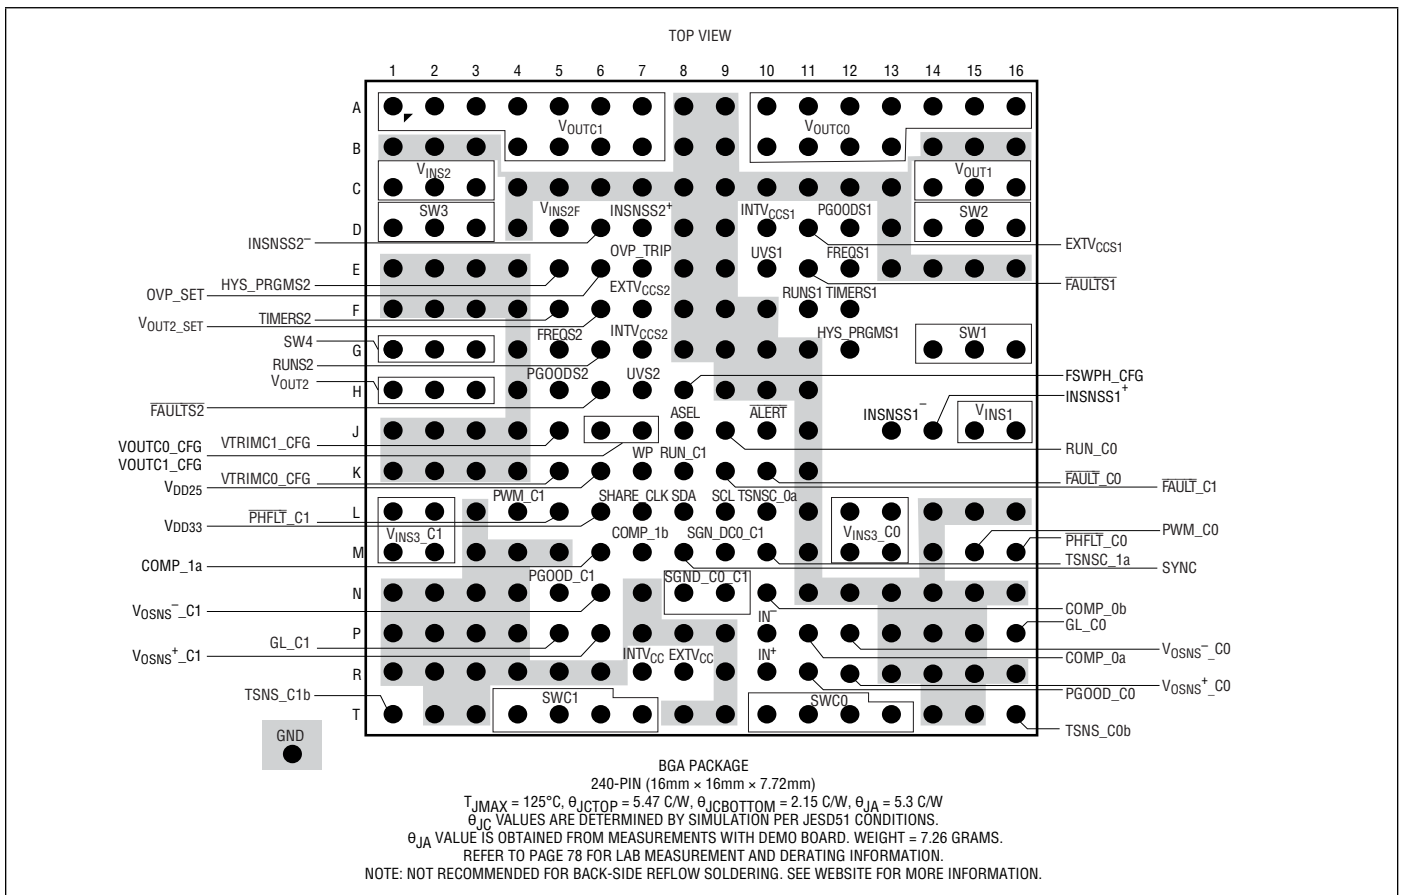 TOP VIEW
1 2 3 4 5 6 7 8 9 10 11 12 13 14 15 16
A
VOUTC1 VOUTC0
B
VINS2 VOUT1
C
SW3 VINS2F INSNSS2+ INTVCCS1 PGOODS1 SW2
D
INSNSS2− EXTVCCS1
OVP_TRIP UVS1 FREQS1
E
HYS_PRGMS2 EXTVCCS2 FAULTS1
OVP_SET RUNS1 TIMERS1
F
TIMERS2
VOUT2_SET FREQS2 INTVCCS2 HYS_PRGMS1 SW1
SW4
G
RUNS2
PGOODS2 UVS2 FSWPH_CFG
VOUT2
H
INSNSS1+
FAULTS2 ASEL ALERT INSNSS1− VINS1
J
VTRIMC1_CFG
VOUTC0_CFG RUN_C0
VOUTC1_CFG WP RUN_C1
K
VTRIMC0_CFG FAULT_C0
VDD25 FAULT_C1
PWM_C1 SHARE_CLK SDA SCL TSNSC_0a
L
PHFLT_C1
VDD33 PWM_C0
VINS3_C1 COMP_1b SGN_DC0_C1 VINS3_C0
PHFLT_C0
M
COMP_1a TSNSC_1a
SYNC
PGOOD_C1 SGND_C0_C1
N
VOSNS−_C1 COMP_0b
IN−
GL_C0
P
GL_C1
VOSNS−_C0
VOSNS+_C1 INTVCC EXTVCC IN+ COMP_0a
R
VOSNS+_C0
TSNS_C1b SWC1 SWC0 PGOOD_C0
T
TSNS_C0b
GND
BGA PACKAGE
240-PIN (16mm × 16mm × 7.72mm)
TJMAX = 125°C, θJCTOP = 5.47 C/W, θJCBOTTOM = 2.15 C/W, θJA = 5.3 C/W
θJC VALUES ARE DETERMINED BY SIMULATION PER JESD51 CONDITIONS.
θJA VALUE IS OBTAINED FROM MEASUREMENTS WITH DEMO BOARD. WEIGHT = 7.26 GRAMS.
REFER TO PAGE 78 FOR LAB MEASUREMENT AND DERATING INFORMATION.
NOTE: NOT RECOMMENDED FOR BACK-SIDE REFLOW SOLDERING. SEE WEBSITE FOR MORE INFORMATION.